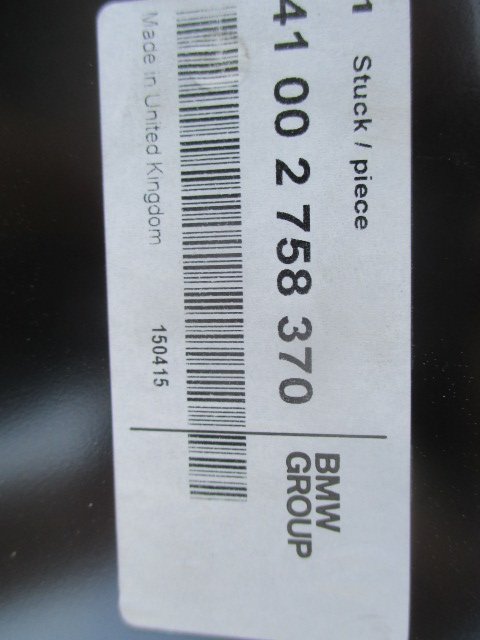 1 Stuck / piece
41 00 2 758 370
BMW
GROUP
Made in United Kingdom
150415